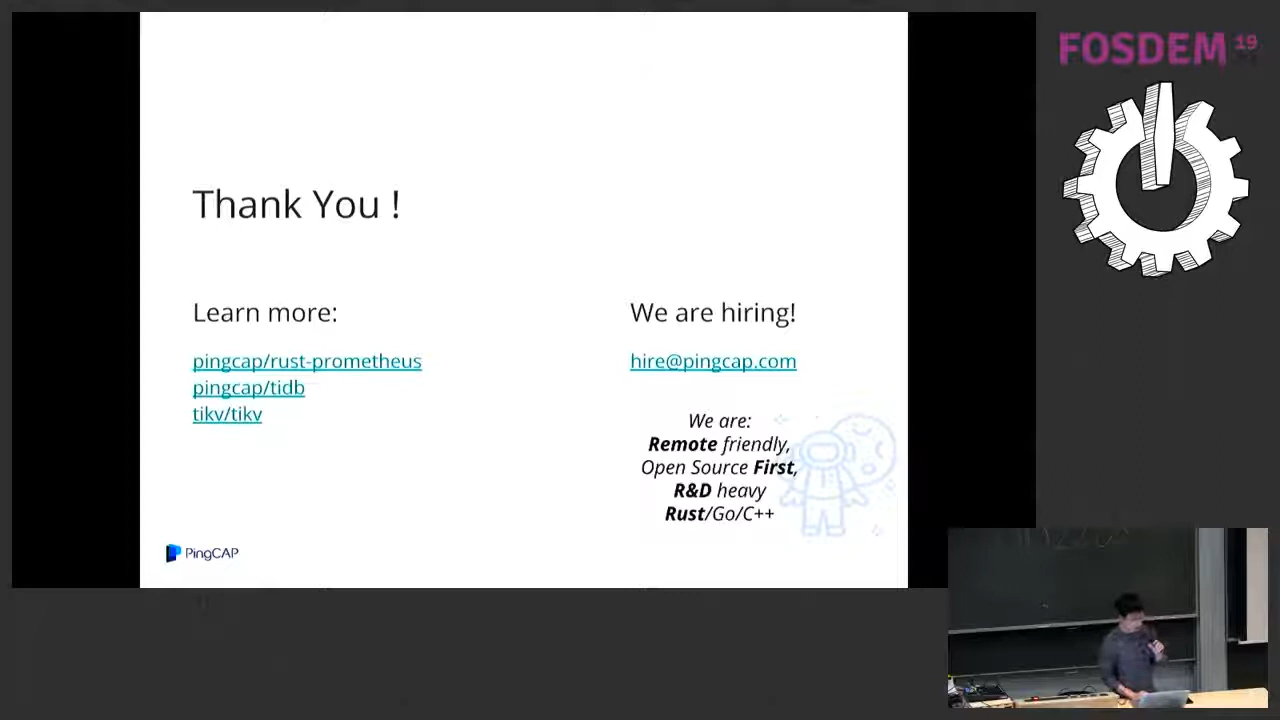 FOSDEM 19
Thank You !
Learn more:
pingcap/rust-prometheus
pingcap/tidb
tikv/tikv
We are hiring!
hire@pingcap.com
We are:
Remote friendly,
Open Source First,
R&D heavy
Rust/Go/C++
PingCAP